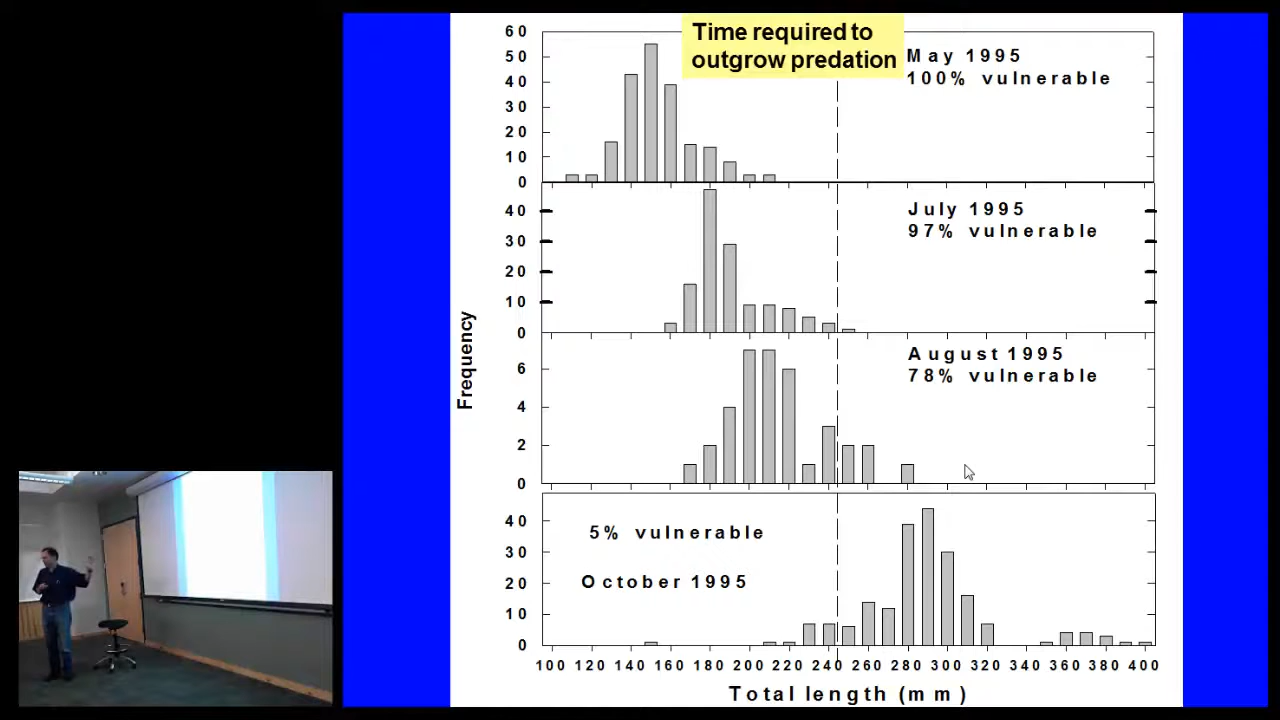 Time required to
outgrow predation
May 1995
100% vulnerable
60
50
40
30
20
10
0
July 1995
97% vulnerable
40
30
20
10
0
August 1995
78% vulnerable
6
4
2
0
5% vulnerable
October 1995
40
30
20
10
0
Frequency
100 120 140 160 180 200 220 240 260 280 300 320 340 360 380 400
Total length (mm)